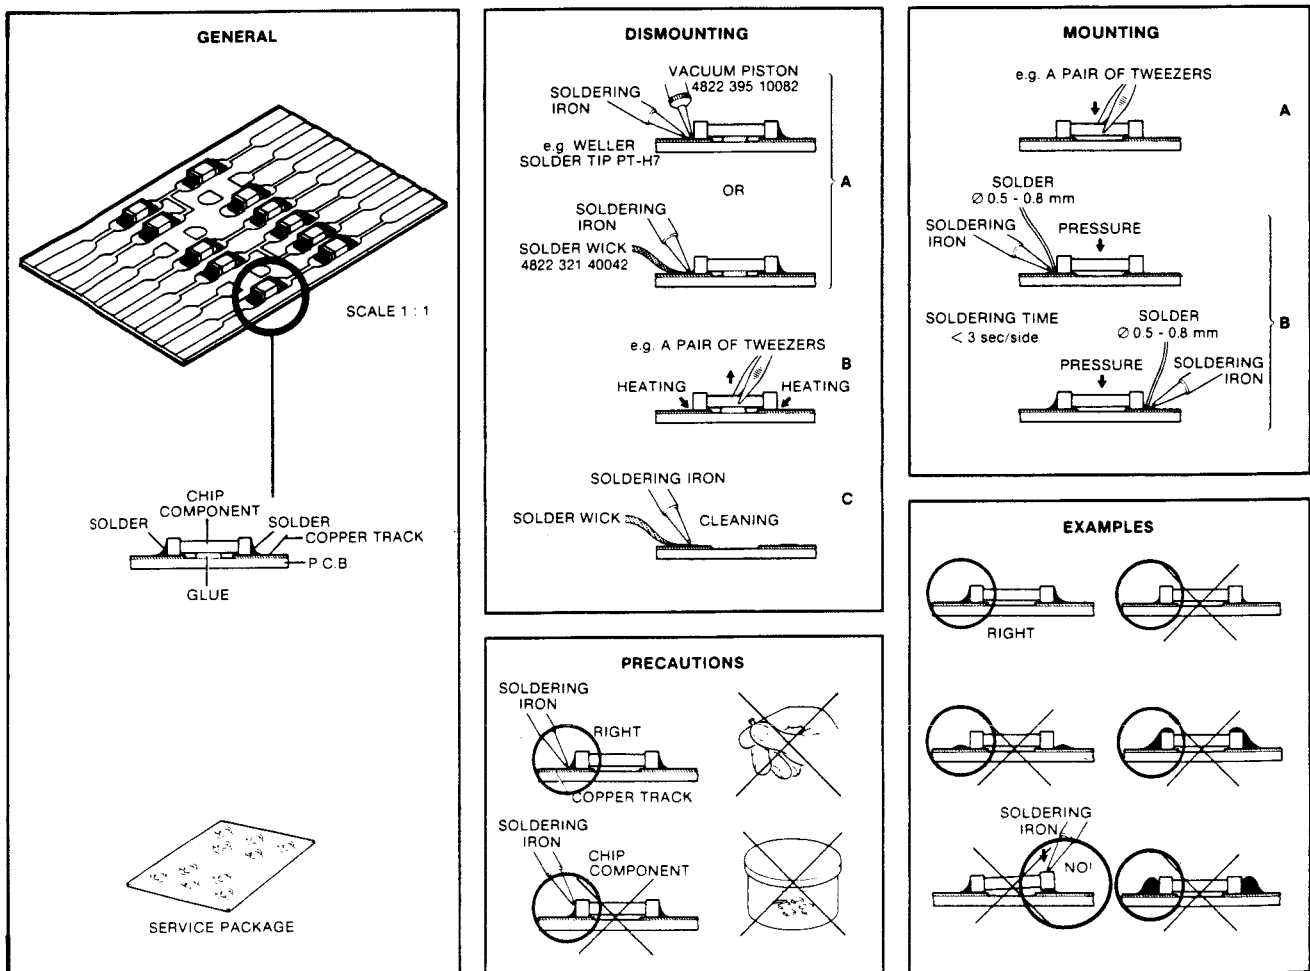 GENERAL
SCALE 1 : 1
CHIP
COMPONENT
SOLDER
SOLDER
COPPER TRACK
P.C.B.
GLUE
SERVICE PACKAGE
DISMOUNTING
VACUUM PISTON
4822 395 10082
SOLDERING
IRON
e.g. WELLER
SOLDER TIP PT-H7
A
OR
SOLDERING
IRON
SOLDER WICK
4822 321 40042
e.g. A PAIR OF TWEEZERS
B
HEATING
HEATING
C
SOLDERING IRON
SOLDER WICK
CLEANING
PRECAUTIONS
SOLDERING
IRON
RIGHT
COPPER TRACK
SOLDERING
IRON
CHIP
COMPONENT
MOUNTING
e.g. A PAIR OF TWEEZERS
A
SOLDER
Ø 0.5 - 0.8 mm
SOLDERING
IRON
PRESSURE
SOLDERING TIME
< 3 sec/side
SOLDER
Ø 0.5 - 0.8 mm
B
PRESSURE
SOLDERING
IRON
EXAMPLES
RIGHT
SOLDERING
IRON
NO!